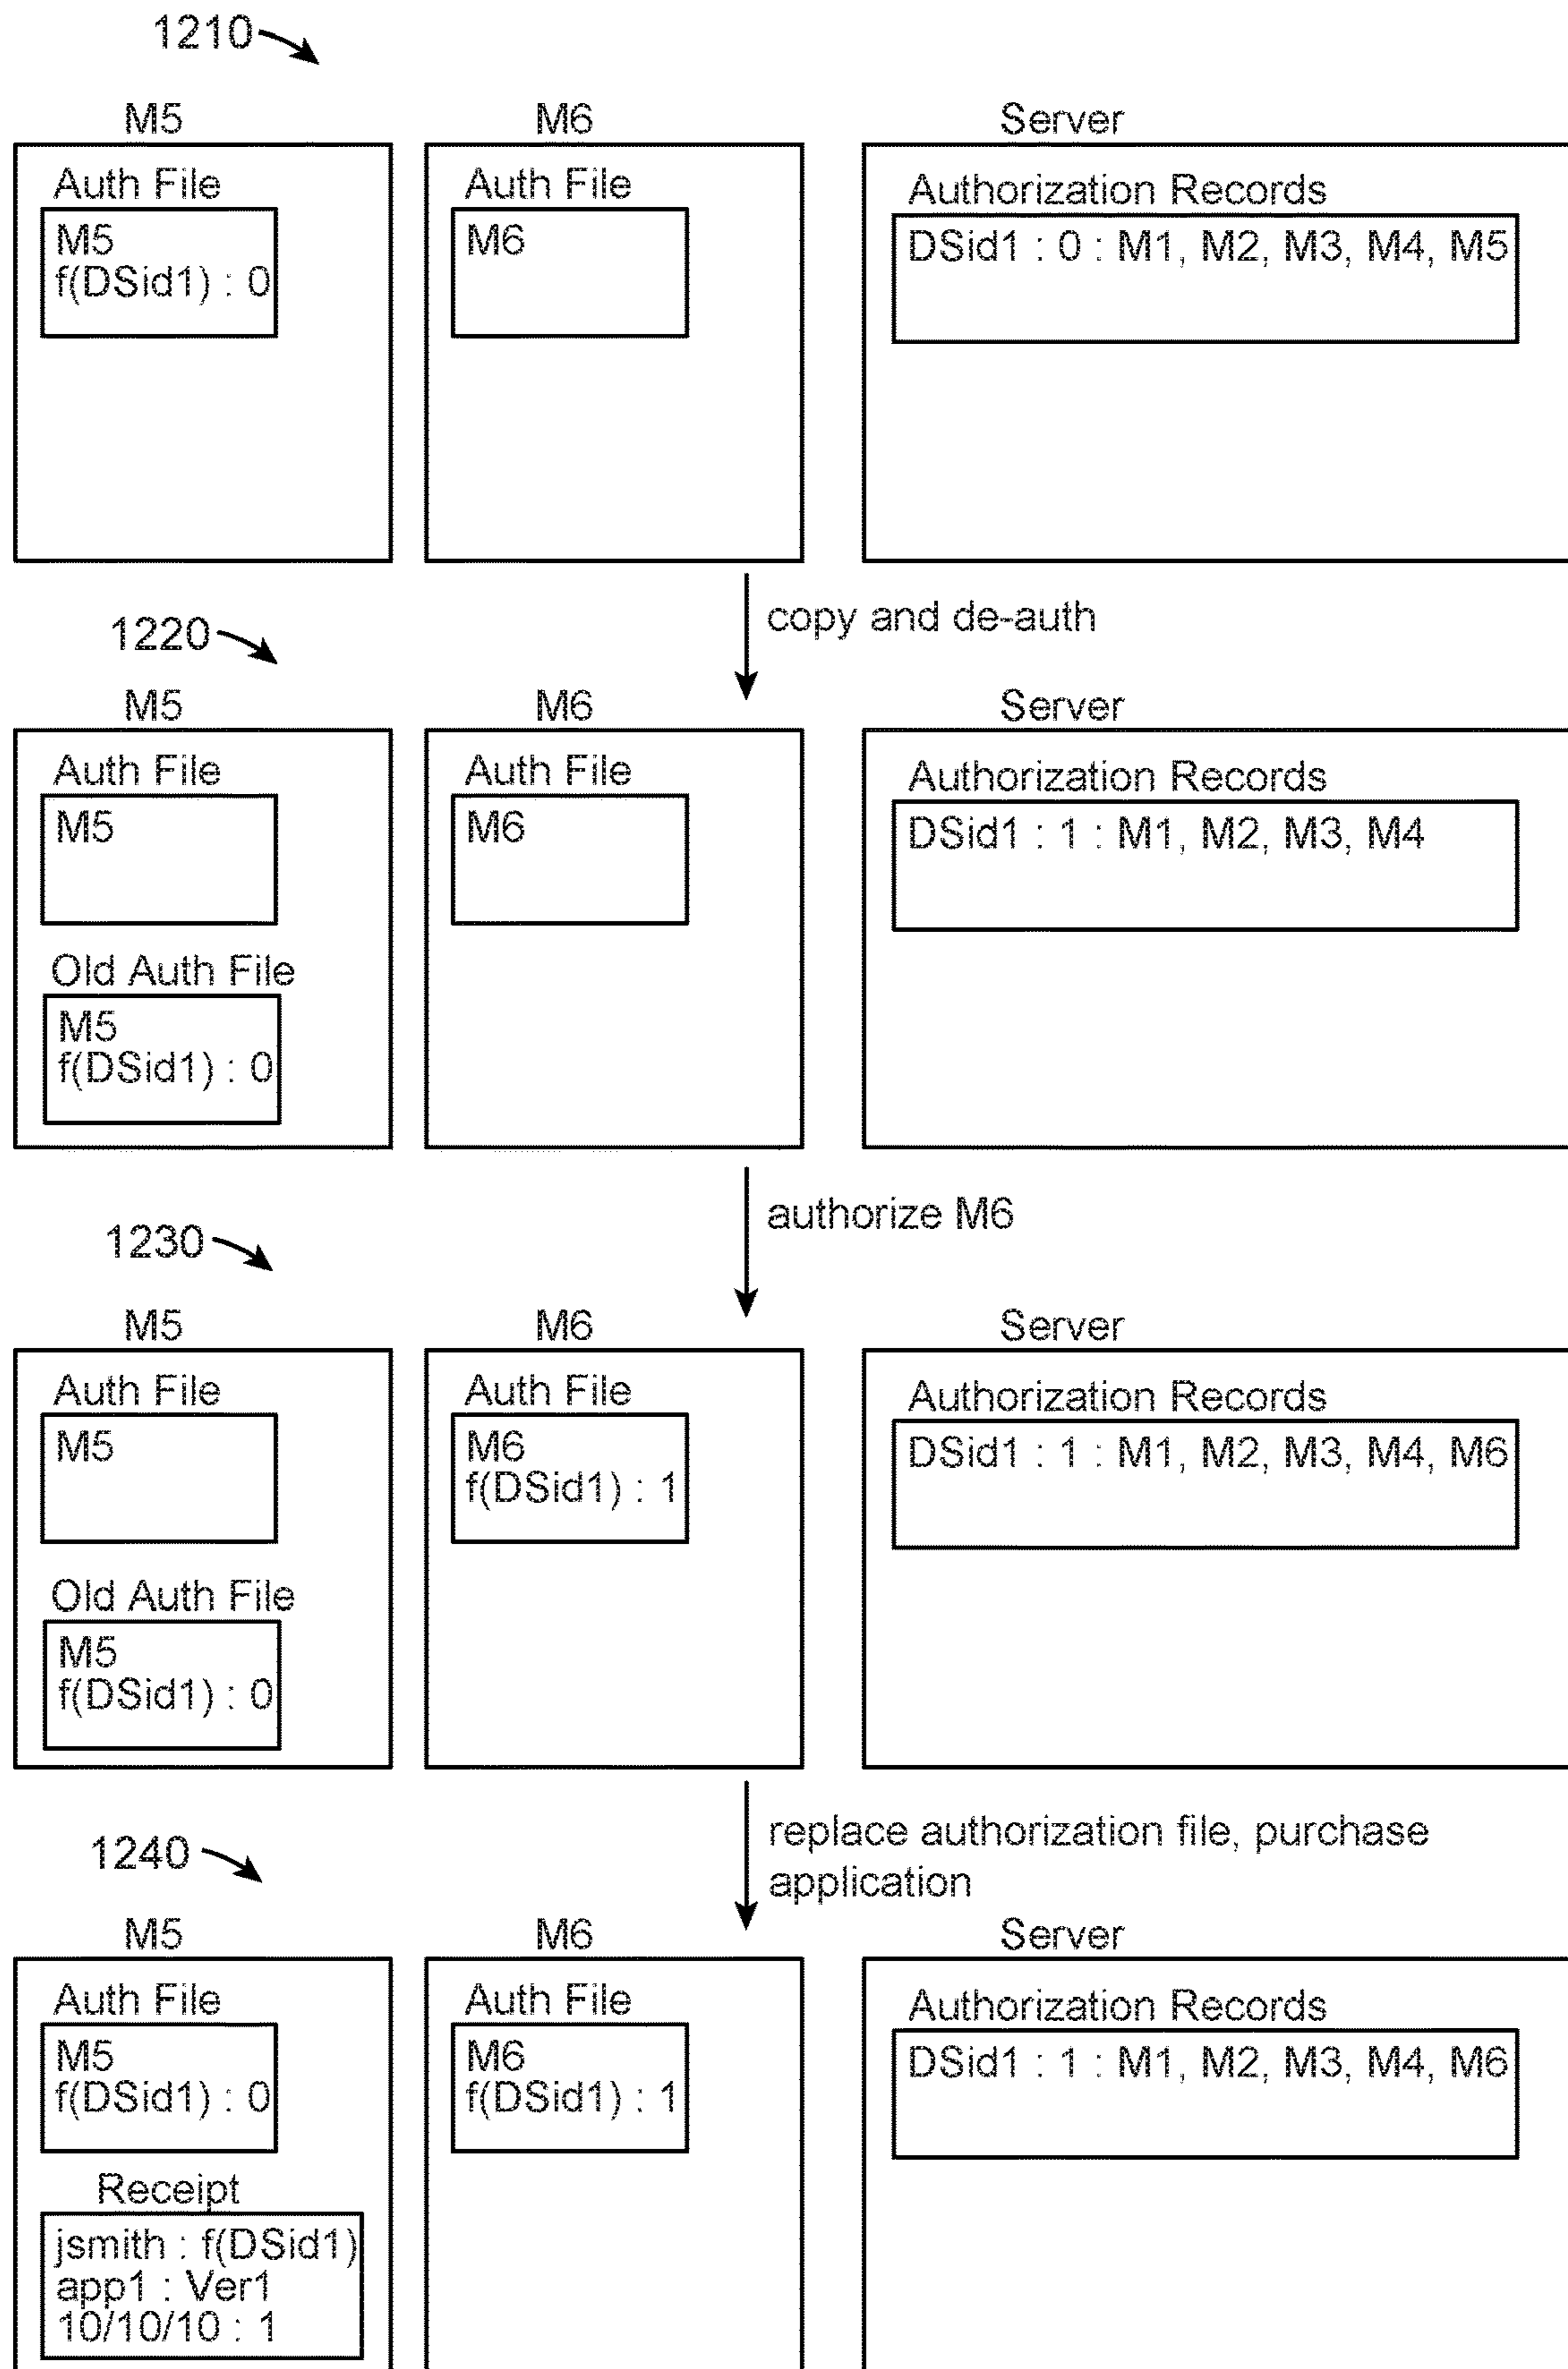 1210
M5
M6
Server
Auth File
M5
f(DSid1) : 0
Auth File
M6
Authorization Records
DSid1 : 0 : M1, M2, M3, M4, M5
copy and de-auth
1220
M5
M6
Server
Auth File
M5
Old Auth File
M5
f(DSid1) : 0
Auth File
M6
Authorization Records
DSid1 : 1 : M1, M2, M3, M4
authorize M6
1230
M5
M6
Server
Auth File
M5
Old Auth File
M5
f(DSid1) : 0
Auth File
M6
f(DSid1) : 1
Authorization Records
DSid1 : 1 : M1, M2, M3, M4, M6
replace authorization file, purchase
application
1240
M5
M6
Server
Auth File
M5
f(DSid1) : 0
Receipt
jsmith : f(DSid1)
app1 : Ver1
10/10/10 : 1
Auth File
M6
f(DSid1) : 1
Authorization Records
DSid1 : 1 : M1, M2, M3, M4, M6